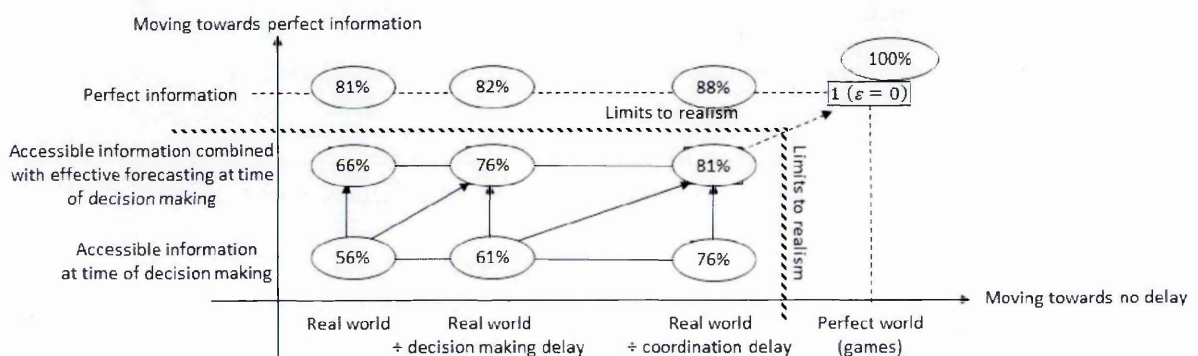 Moving towards perfect information
100%
81%
82%
88%
Perfect information
1 (ε = 0)
Limits to realism
Accessible information combined
with effective forecasting at time
of decision making
66%
76%
81%
Limits to realism
Accessible information
at time of decision making
56%
61%
76%
Moving towards no delay
Real world
Real world
÷ decision making delay
Real world
÷ coordination delay
Perfect world
(games)